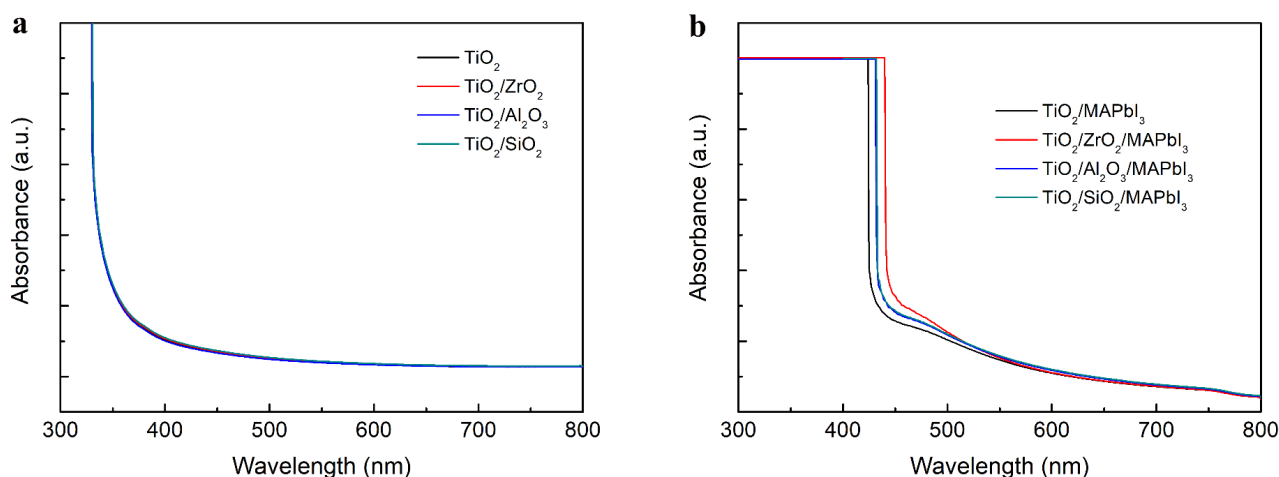 a
TiO₂
TiO₂/ZrO₂
TiO₂/Al₂O₃
TiO₂/SiO₂
Absorbance (a.u.)
300 400 500 600 700 800
Wavelength (nm)
b
TiO₂/MAPbI₃
TiO₂/ZrO₂/MAPbI₃
TiO₂/Al₂O₃/MAPbI₃
TiO₂/SiO₂/MAPbI₃
Absorbance (a.u.)
300 400 500 600 700 800
Wavelength (nm)